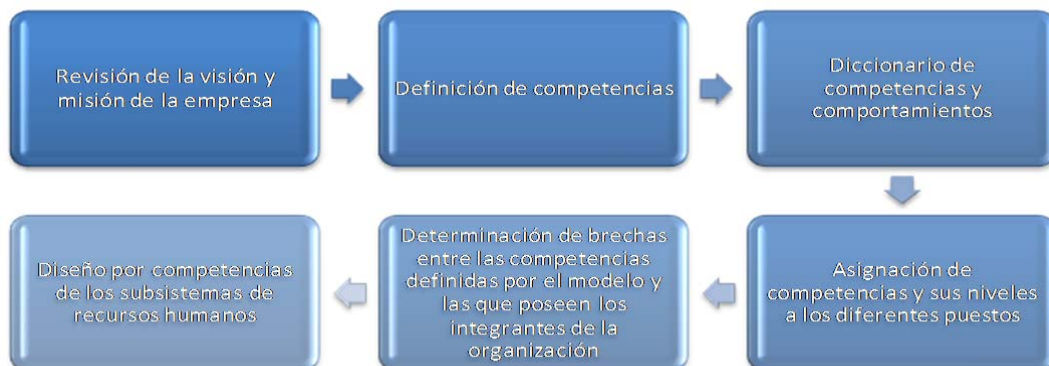 Revisión de la visión y
misión de la empresa
Definición de competencias
Diccionario de
competencias y
comportamientos
Asignación de
competencias y sus niveles
a los diferentes puestos
Determinación de brechas
entre las competencias
definidas por el modelo y
las que poseen los
integrantes de la
organización
Diseño por competencias
de los subsistemas de
recursos humanos